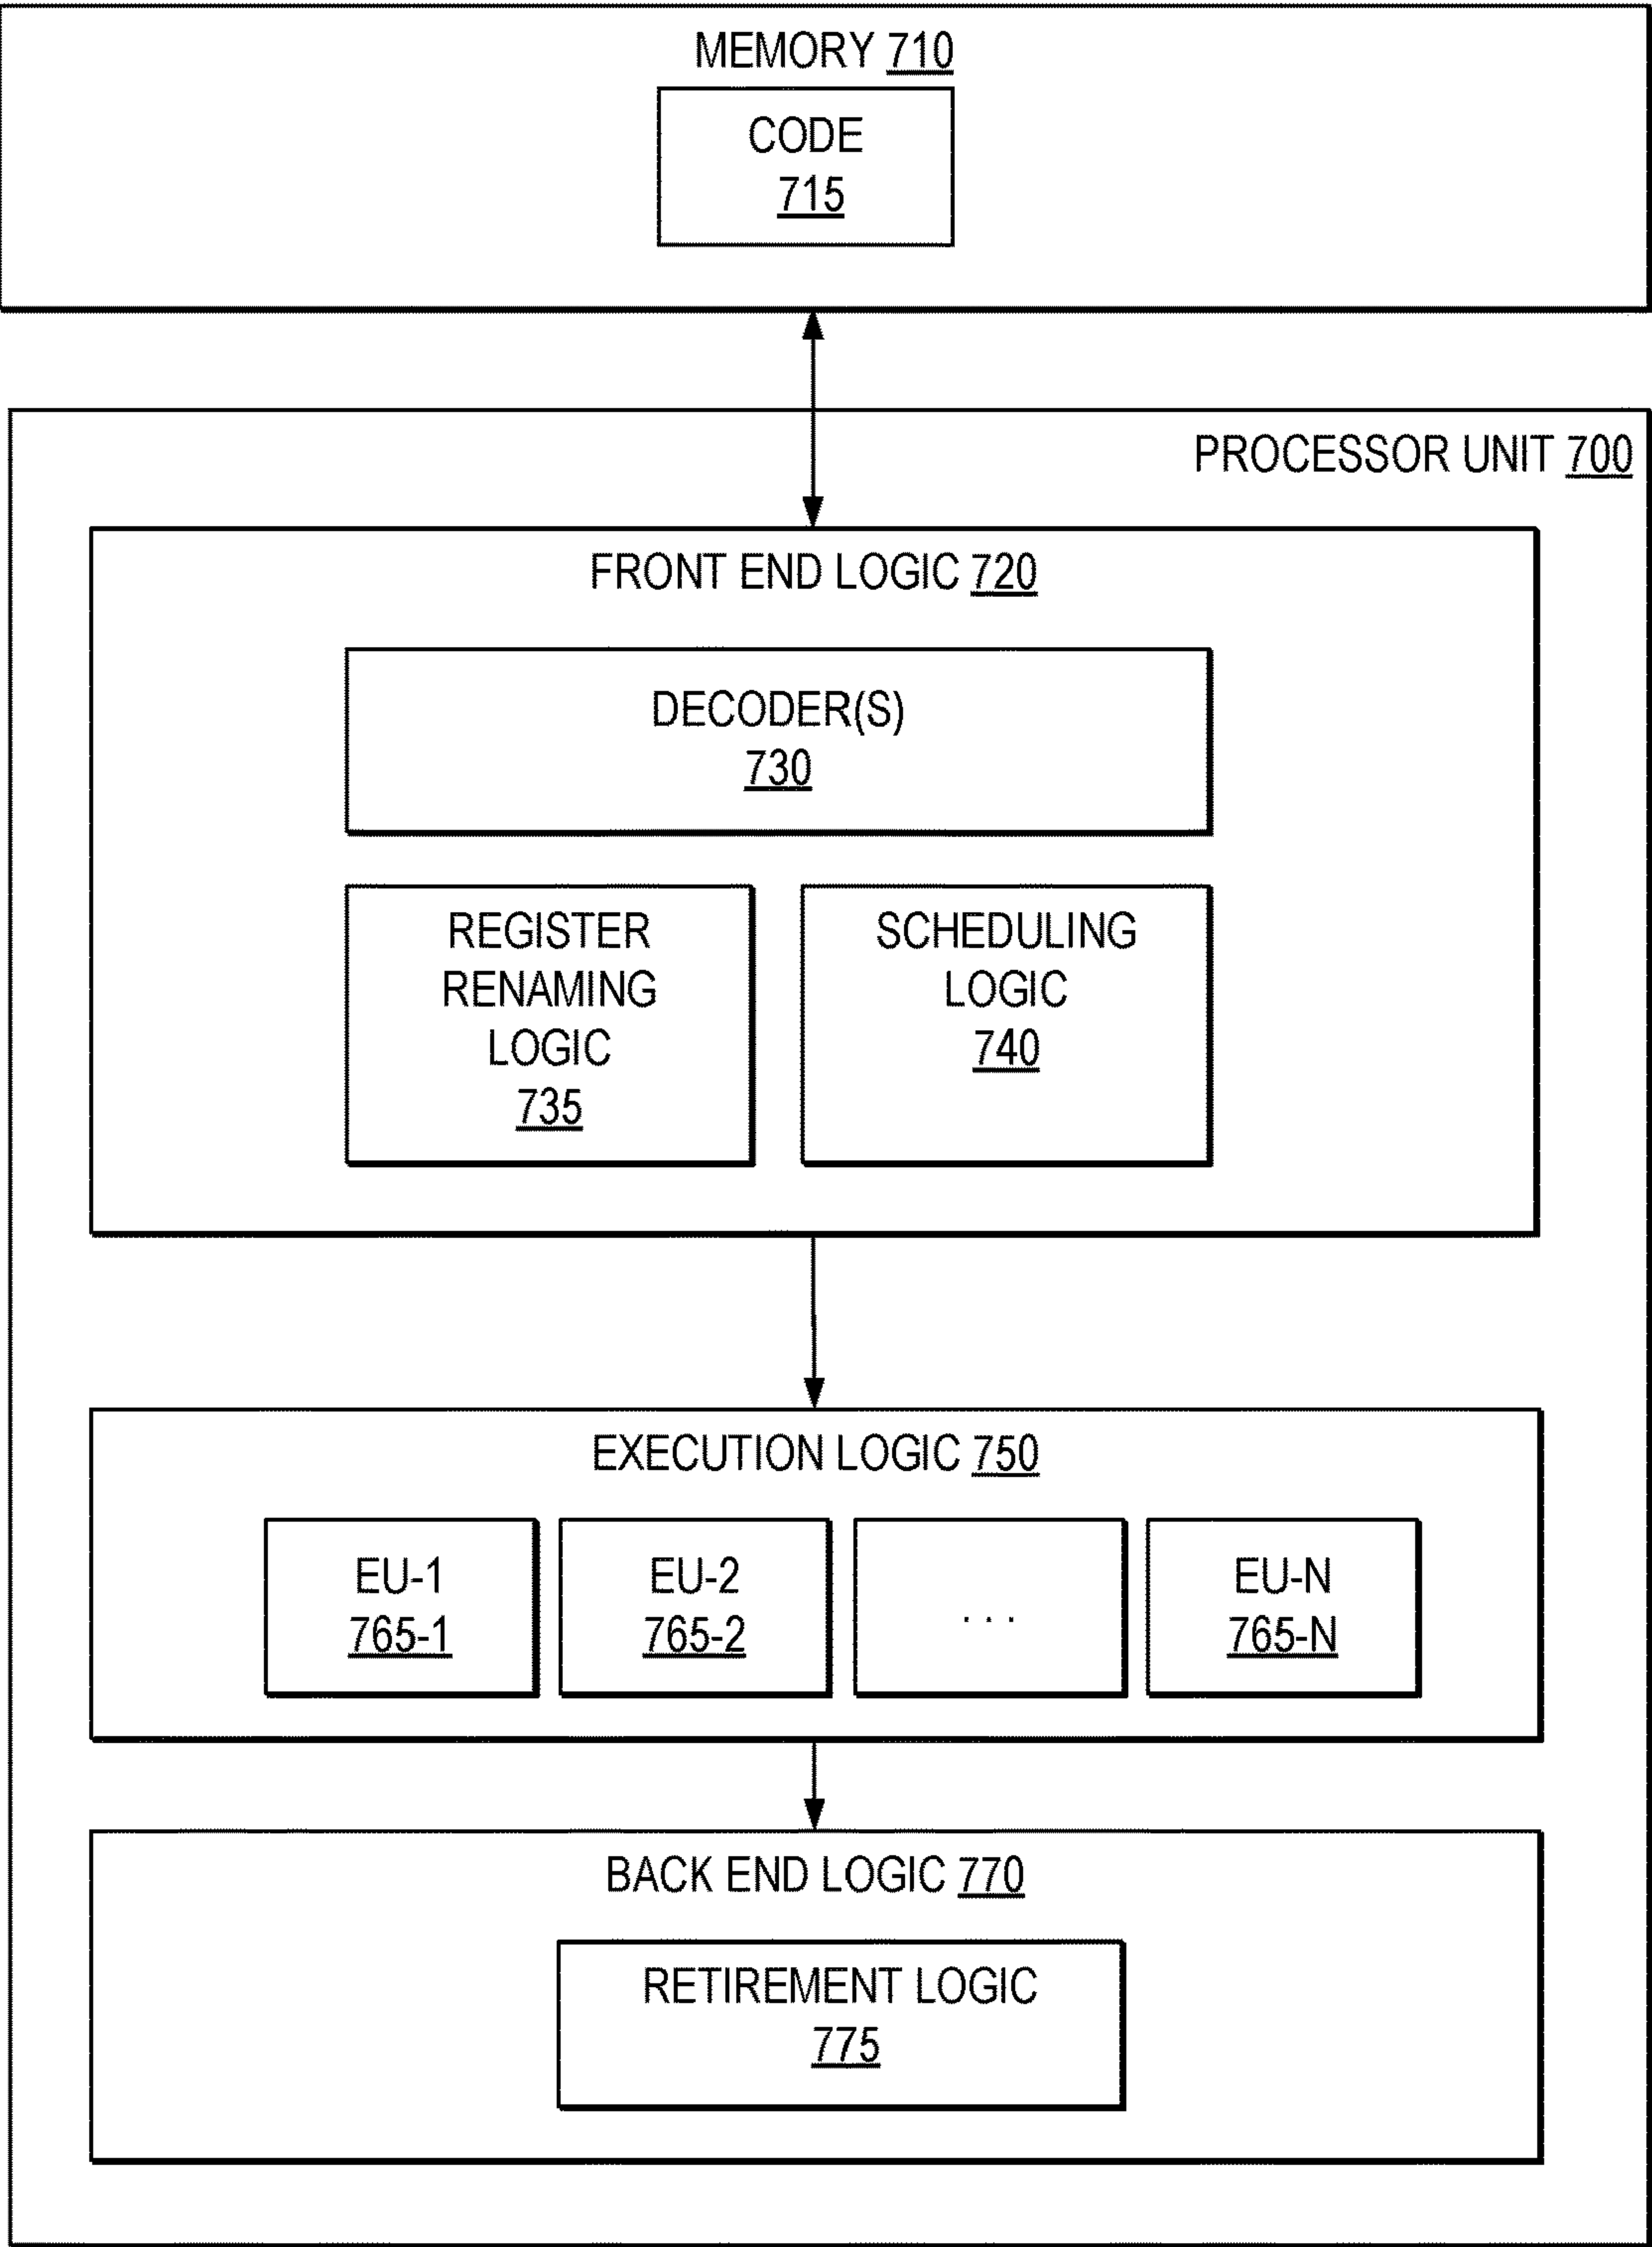 MEMORY 710
CODE
715
PROCESSOR UNIT 700
FRONT END LOGIC 720
DECODER(S)
730
REGISTER
RENAMING
LOGIC
735
SCHEDULING
LOGIC
740
EXECUTION LOGIC 750
EU-1
765-1
EU-2
765-2
. . .
EU-N
765-N
BACK END LOGIC 770
RETIREMENT LOGIC
775